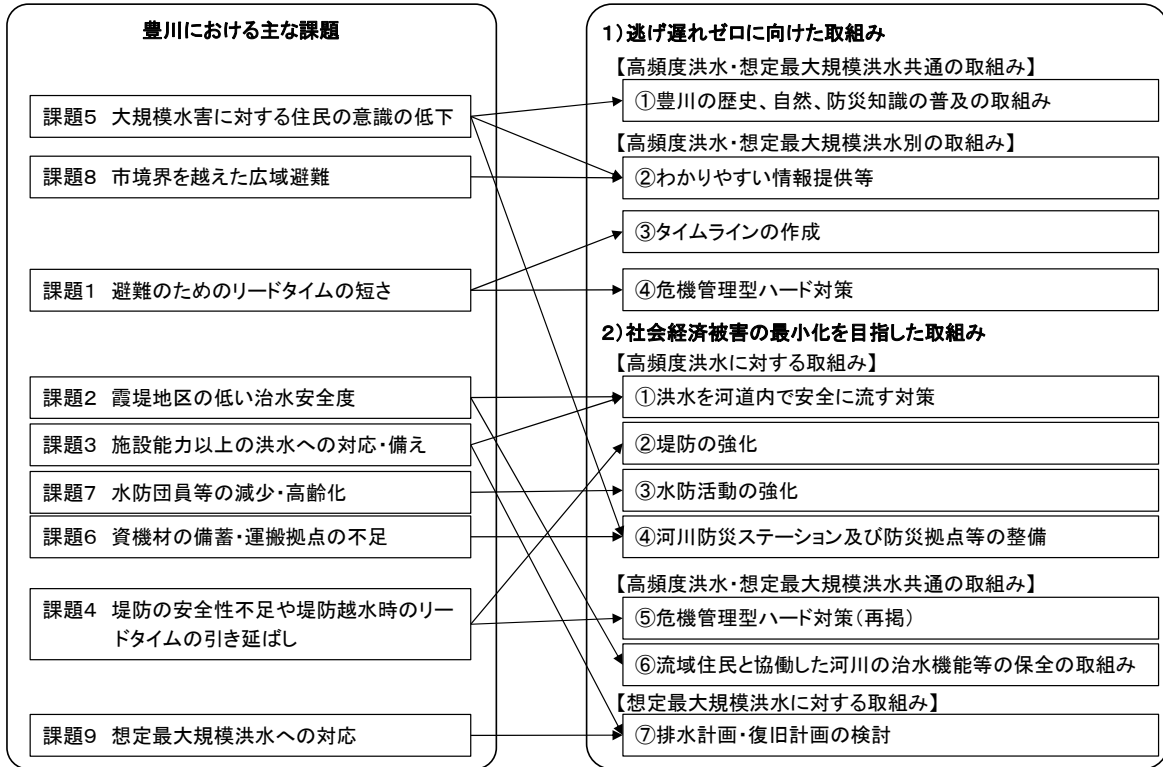 豊川における主な課題
課題5 大規模水害に対する住民の意識の低下
課題8 市境界を越えた広域避難
課題1 避難のためのリードタイムの短さ
課題2 霞堤地区の低い治水安全度
課題3 施設能力以上の洪水への対応・備え
課題7 水防団員等の減少・高齢化
課題6 資機材の備蓄・運搬拠点の不足
課題4 堤防の安全性不足や堤防越水時のリー
ドタイムの引き延ばし
課題9 想定最大規模洪水への対応
1)逃げ遅れゼロに向けた取組み
【高頻度洪水・想定最大規模洪水共通の取組み】
①豊川の歴史、自然、防災知識の普及の取組み
【高頻度洪水・想定最大規模洪水別の取組み】
②わかりやすい情報提供等
③タイムラインの作成
④危機管理型ハード対策
2)社会経済被害の最小化を目指した取組み
【高頻度洪水に対する取組み】
①洪水を河道内で安全に流す対策
②堤防の強化
③水防活動の強化
④河川防災ステーション及び防災拠点等の整備
【高頻度洪水・想定最大規模洪水共通の取組み】
⑤危機管理型ハード対策(再掲)
⑥流域住民と協働した河川の治水機能等の保全の取組み
【想定最大規模洪水に対する取組み】
⑦排水計画・復旧計画の検討